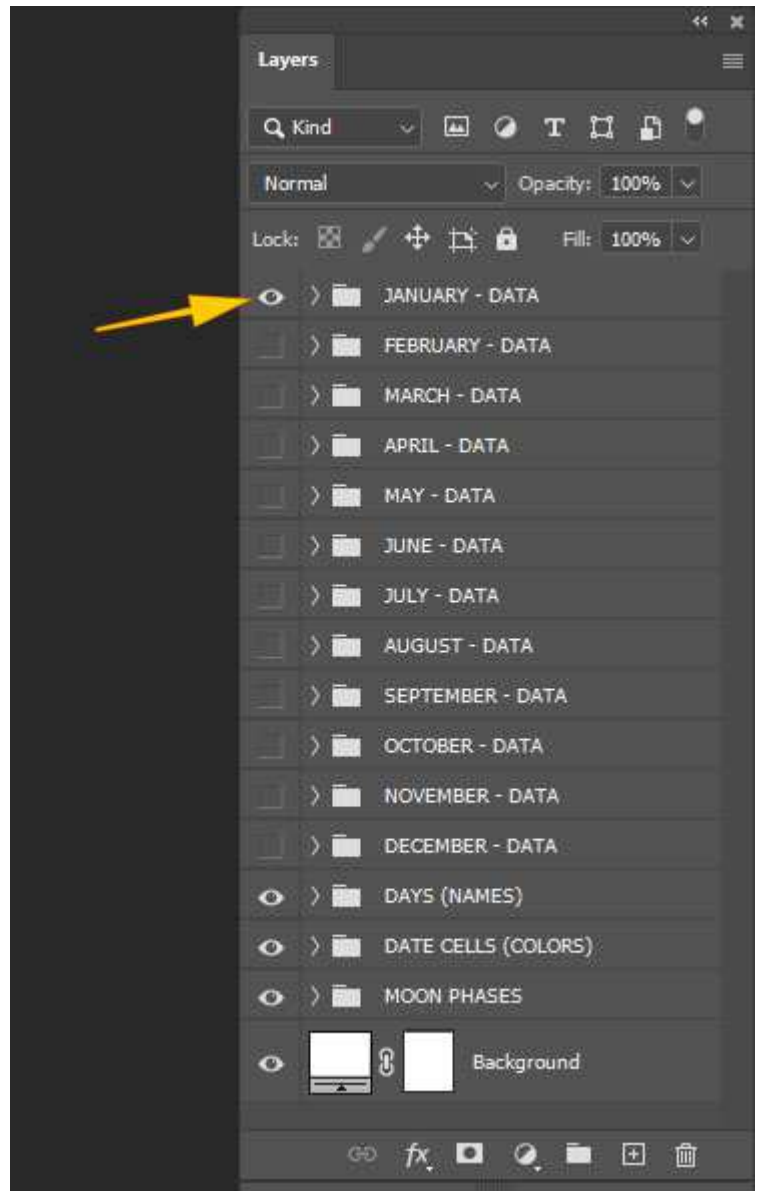 Layers
Kind
Normal Opacity: 100%
Lock: Fill: 100%
JANUARY - DATA
FEBRUARY - DATA
MARCH - DATA
APRIL - DATA
MAY - DATA
JUNE - DATA
JULY - DATA
AUGUST - DATA
SEPTEMBER - DATA
OCTOBER - DATA
NOVEMBER - DATA
DECEMBER - DATA
DAYS (NAMES)
DATE CELLS (COLORS)
MOON PHASES
Background
fx